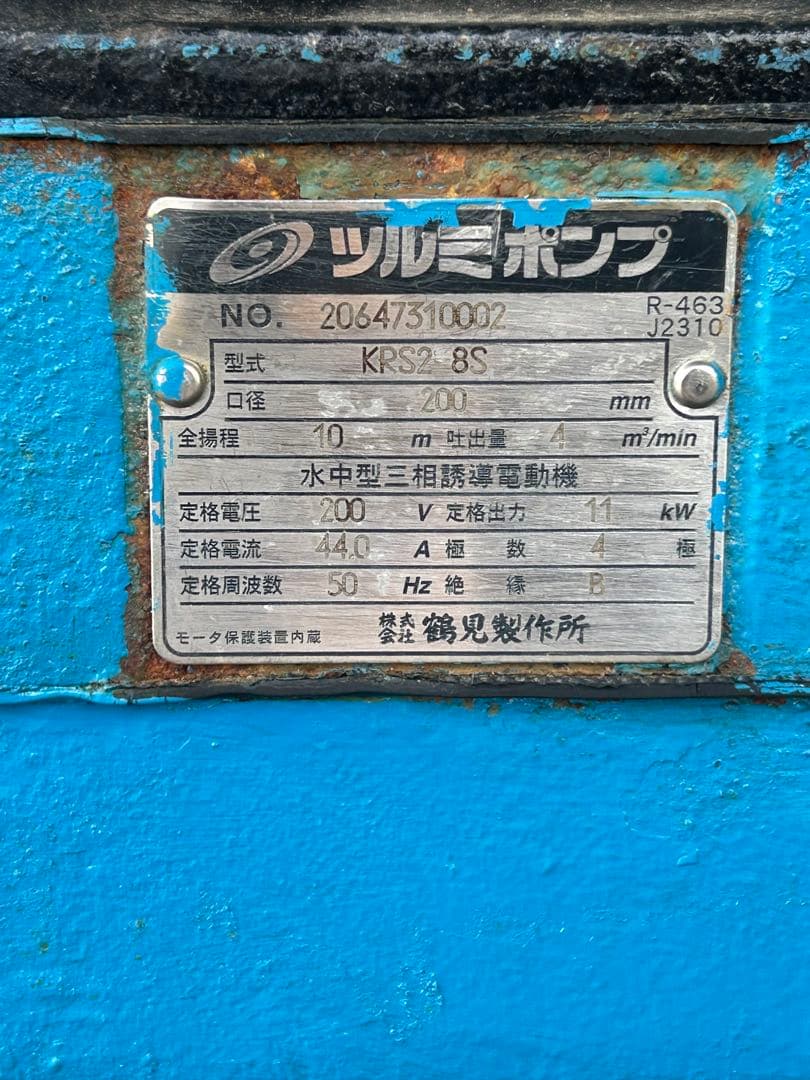 ツルミポンプ
NO. 20647310002 R-463
J2310
型式 KRS2-8S
口径 200 mm
全揚程 10 m 吐出量 4 m³/min
水中型三相誘導電動機
定格電圧 200 V 定格出力 11 kW
定格電流 44.0 A 極数 4 極
定格周波数 50 Hz 絶縁 B
モータ保護装置内蔵 株式会社 鶴見製作所